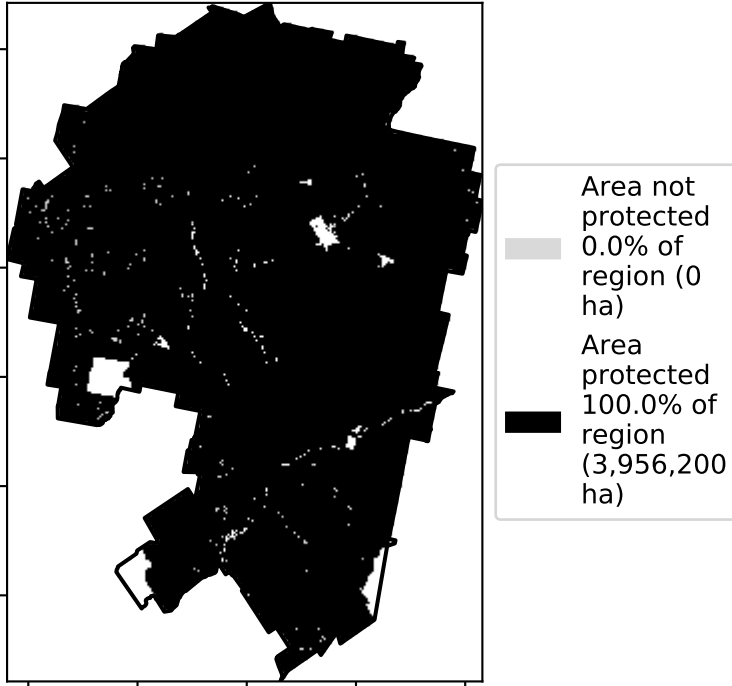 Area not
protected
0.0% of
region (0
ha)
Area
protected
100.0% of
region
(3,956,200
ha)